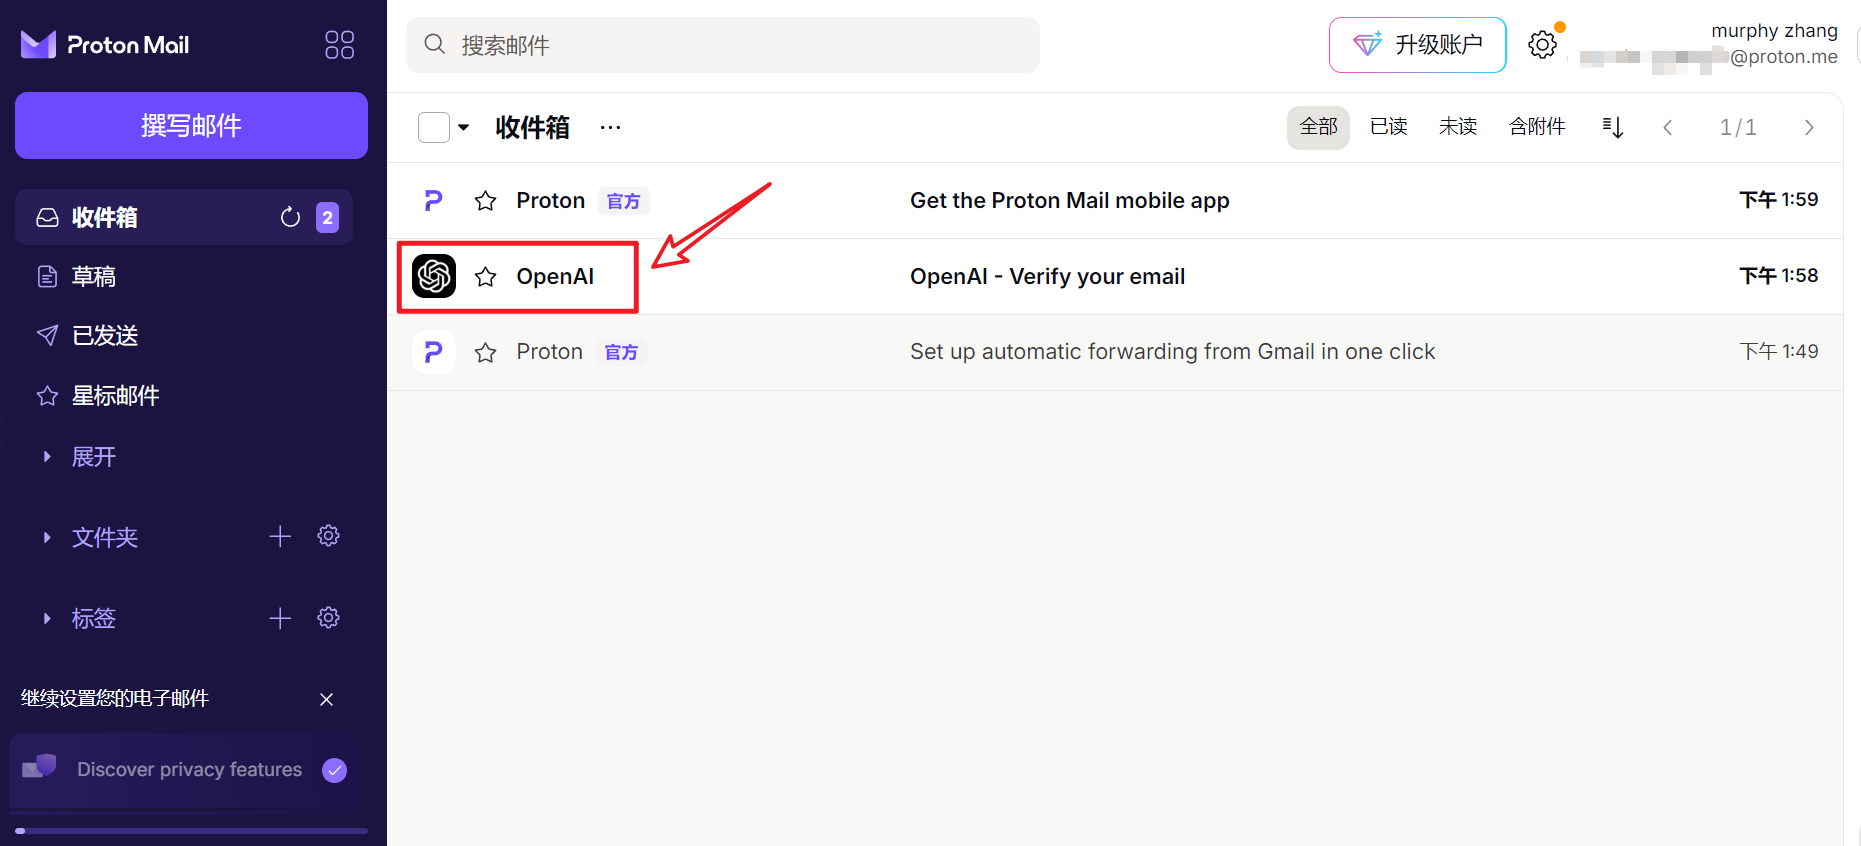 Proton Mail
搜索邮件
升级账户
murphy zhang
@proton.me
撰写邮件
收件箱
2
草稿
已发送
星标邮件
展开
文件夹
标签
继续设置您的电子邮件
Discover privacy features
收件箱
全部 已读 未读 含附件 1/1
Proton 官方 Get the Proton Mail mobile app 下午 1:59
OpenAI OpenAI - Verify your email 下午 1:58
Proton 官方 Set up automatic forwarding from Gmail in one click 下午 1:49